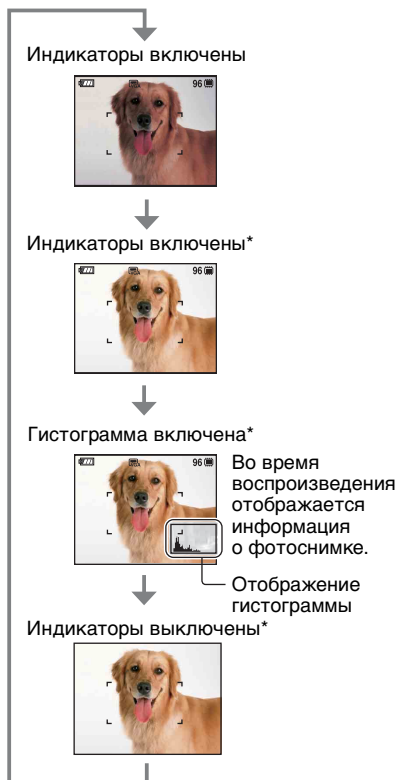 Индикаторы включены
96
Индикаторы включены*
96
Гистограмма включена*
96
Во время
воспроизведения
отображается
информация
о фотоснимке.
Отображение
гистограммы
Индикаторы выключены*